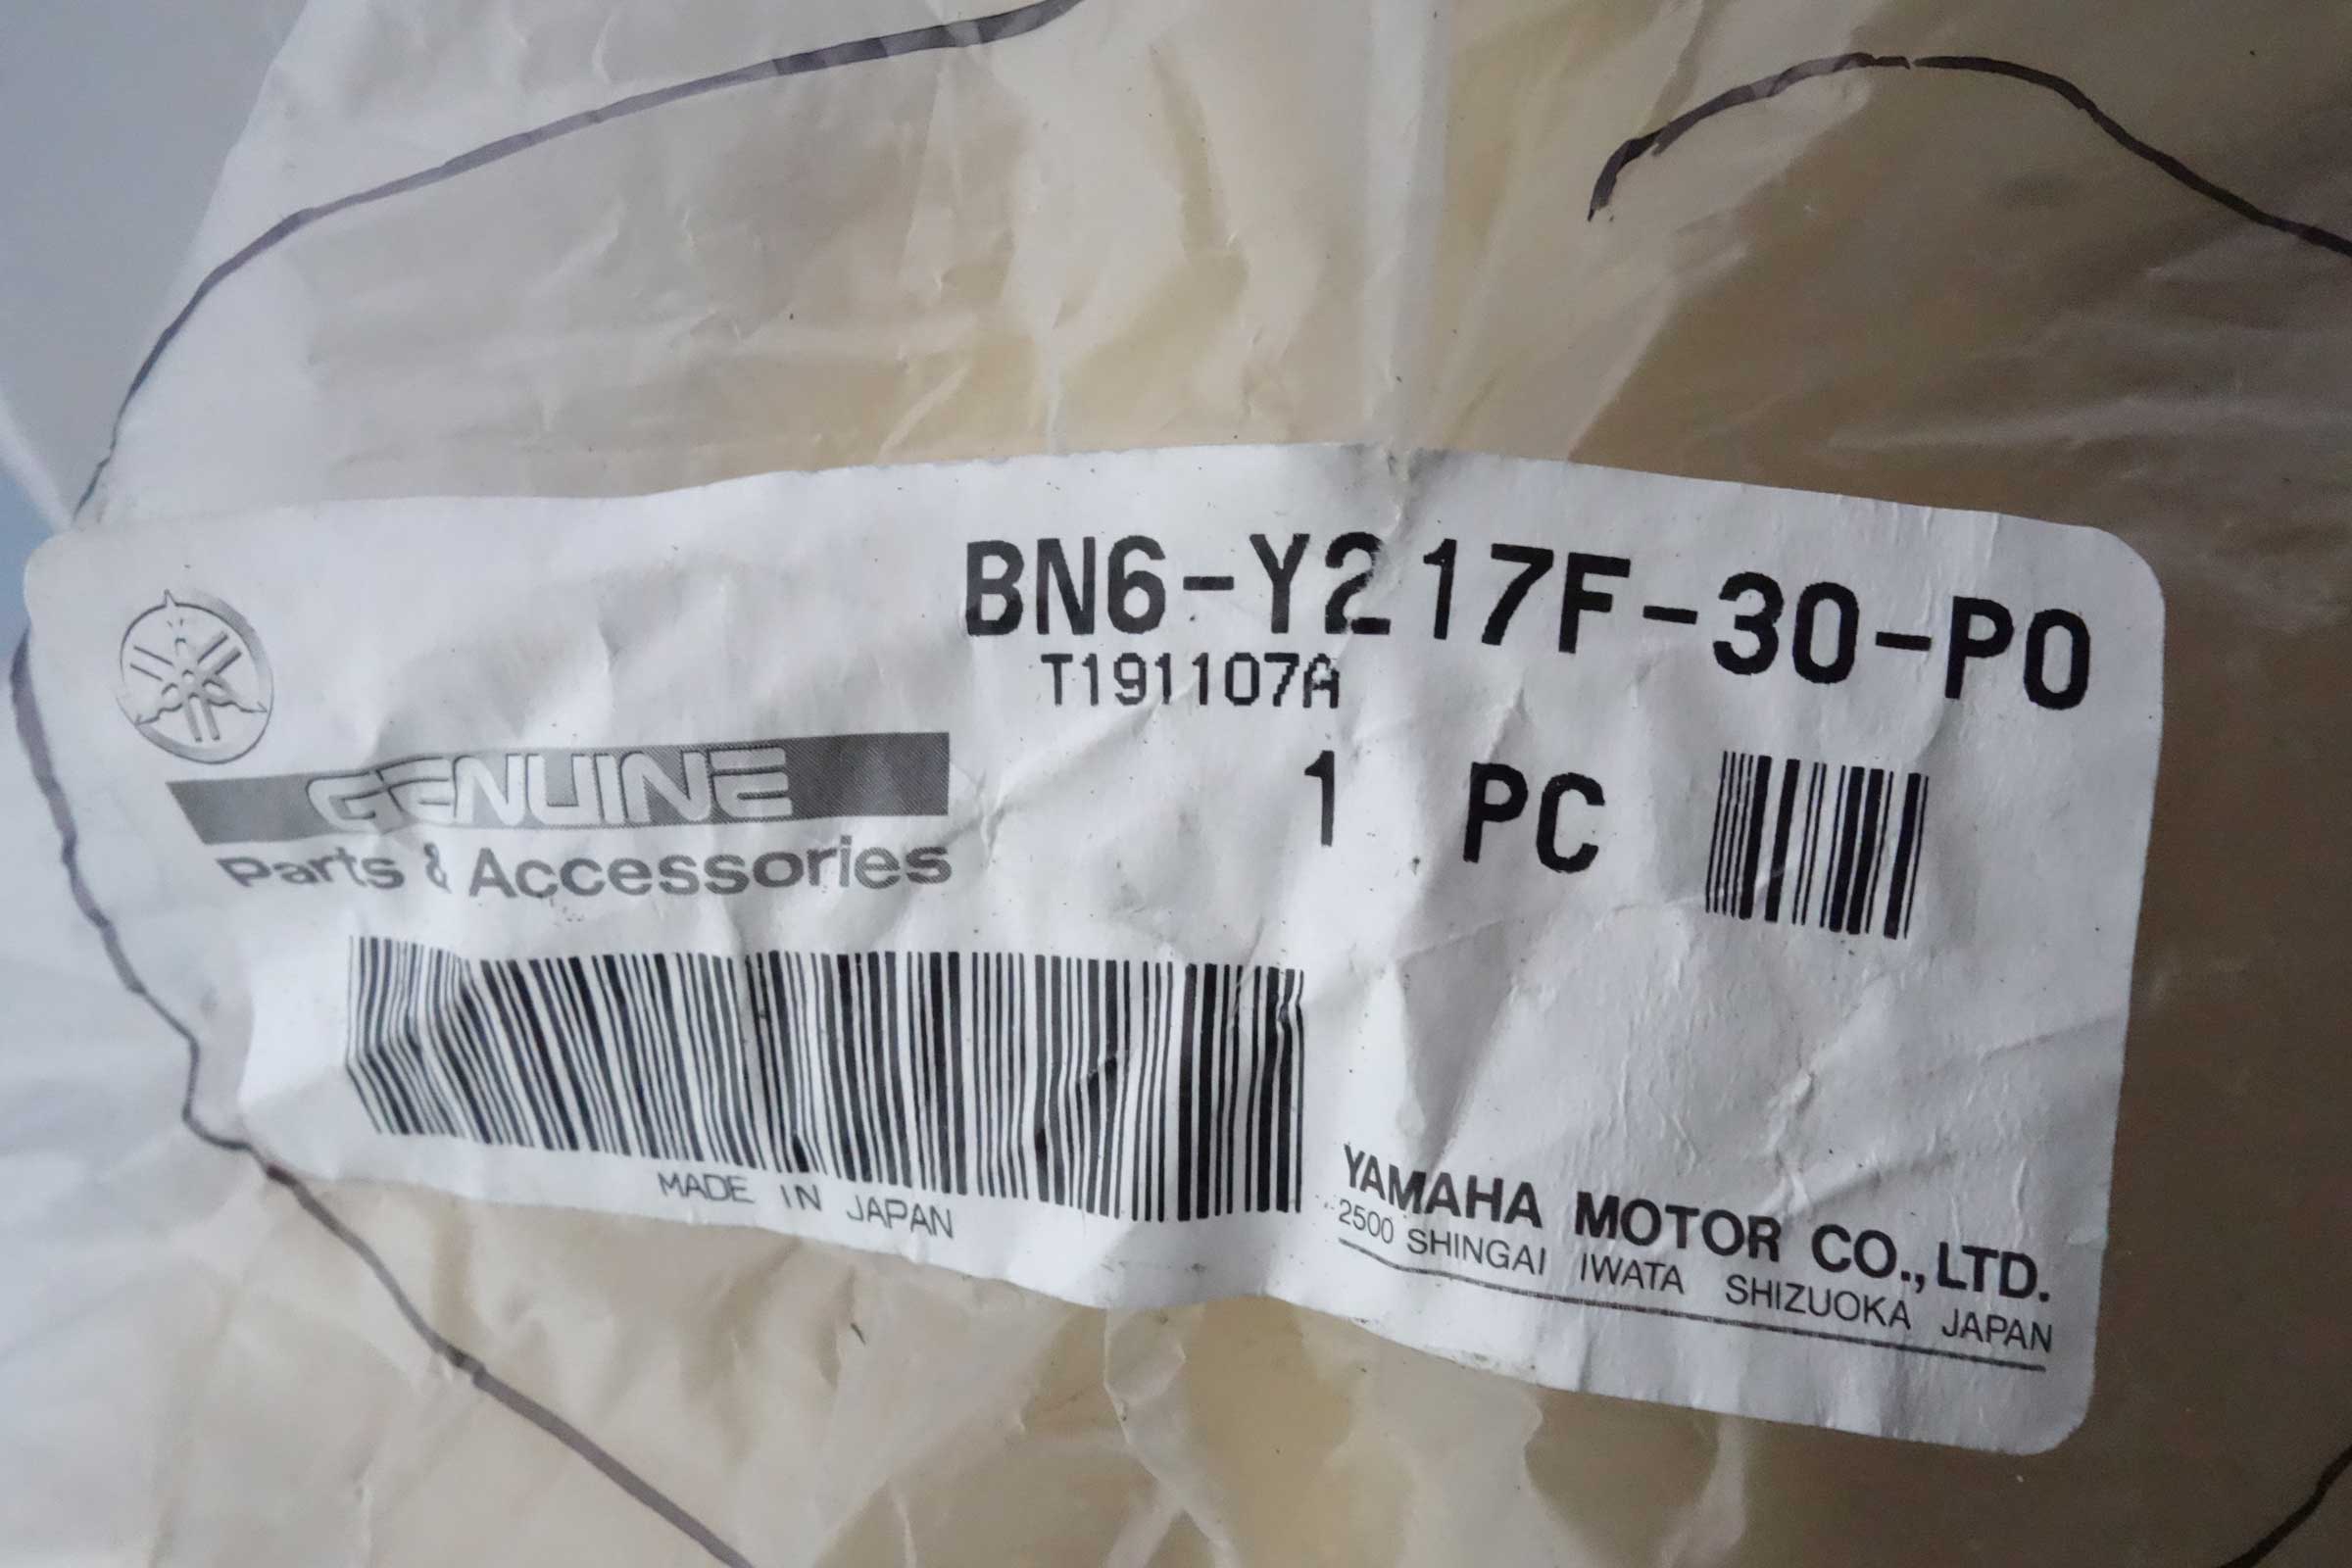 BN6-Y217F-30-P0
T191107A
GENUINE
Parts & Accessories
1 PC
MADE IN JAPAN
YAMAHA MOTOR CO., LTD.
2500 SHINGAI IWATA SHIZUOKA JAPAN